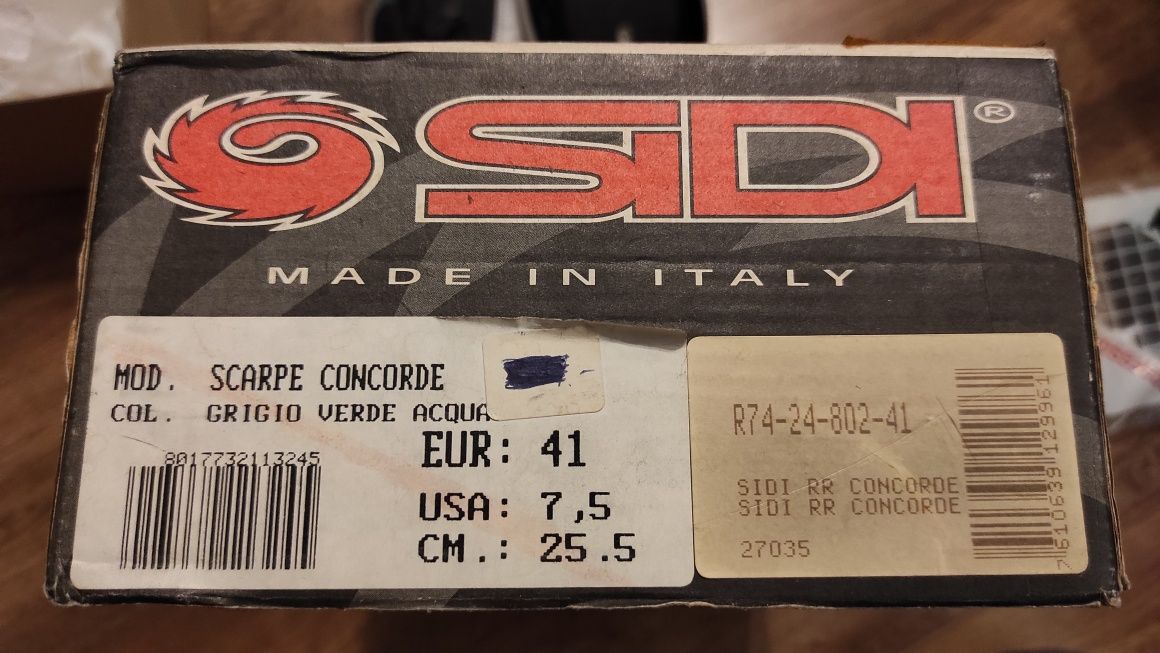 SIDI®
MADE IN ITALY
MOD. SCARPE CONCORDE
COL. GRIGIO VERDE ACQUA
8017732113245
EUR: 41
USA: 7,5
CM.: 25.5
R74-24-802-41
SIDI RR CONCORDE
SIDI RR CONCORDE
27035
7610639129961